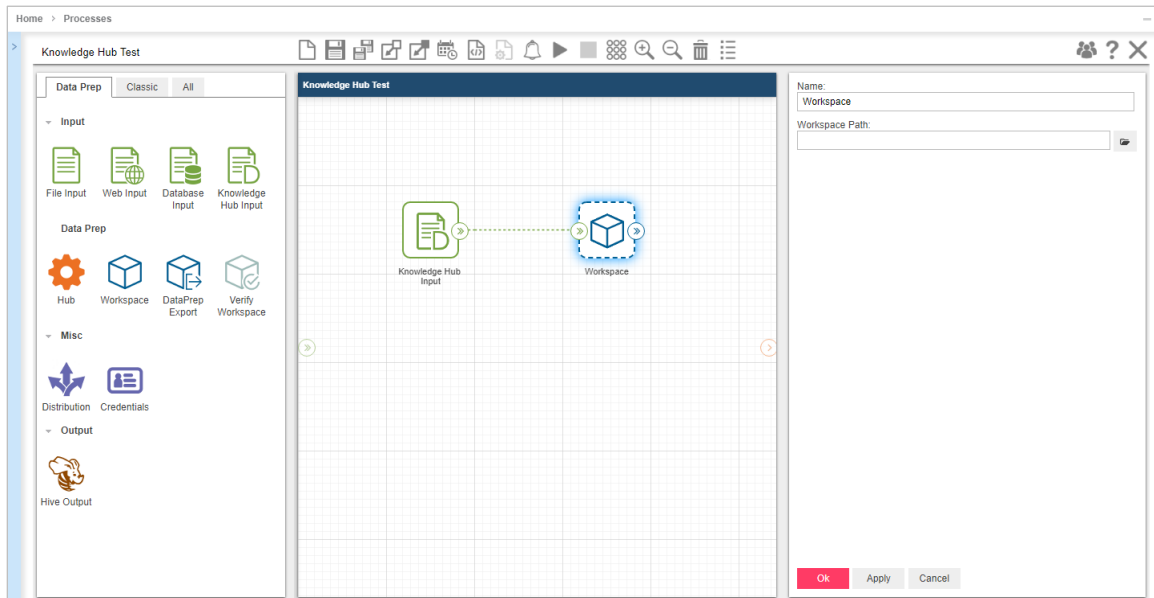 Home > Processes
Knowledge Hub Test
Data Prep Classic All
Input
File Input Web Input Database Input Knowledge Hub Input
Data Prep
Hub Workspace DataPrep Export Verify Workspace
Misc
Distribution Credentials
Output
Hive Output
Knowledge Hub Test
Knowledge Hub
Input
Workspace
Name:
Workspace
Workspace Path:
Ok Apply Cancel